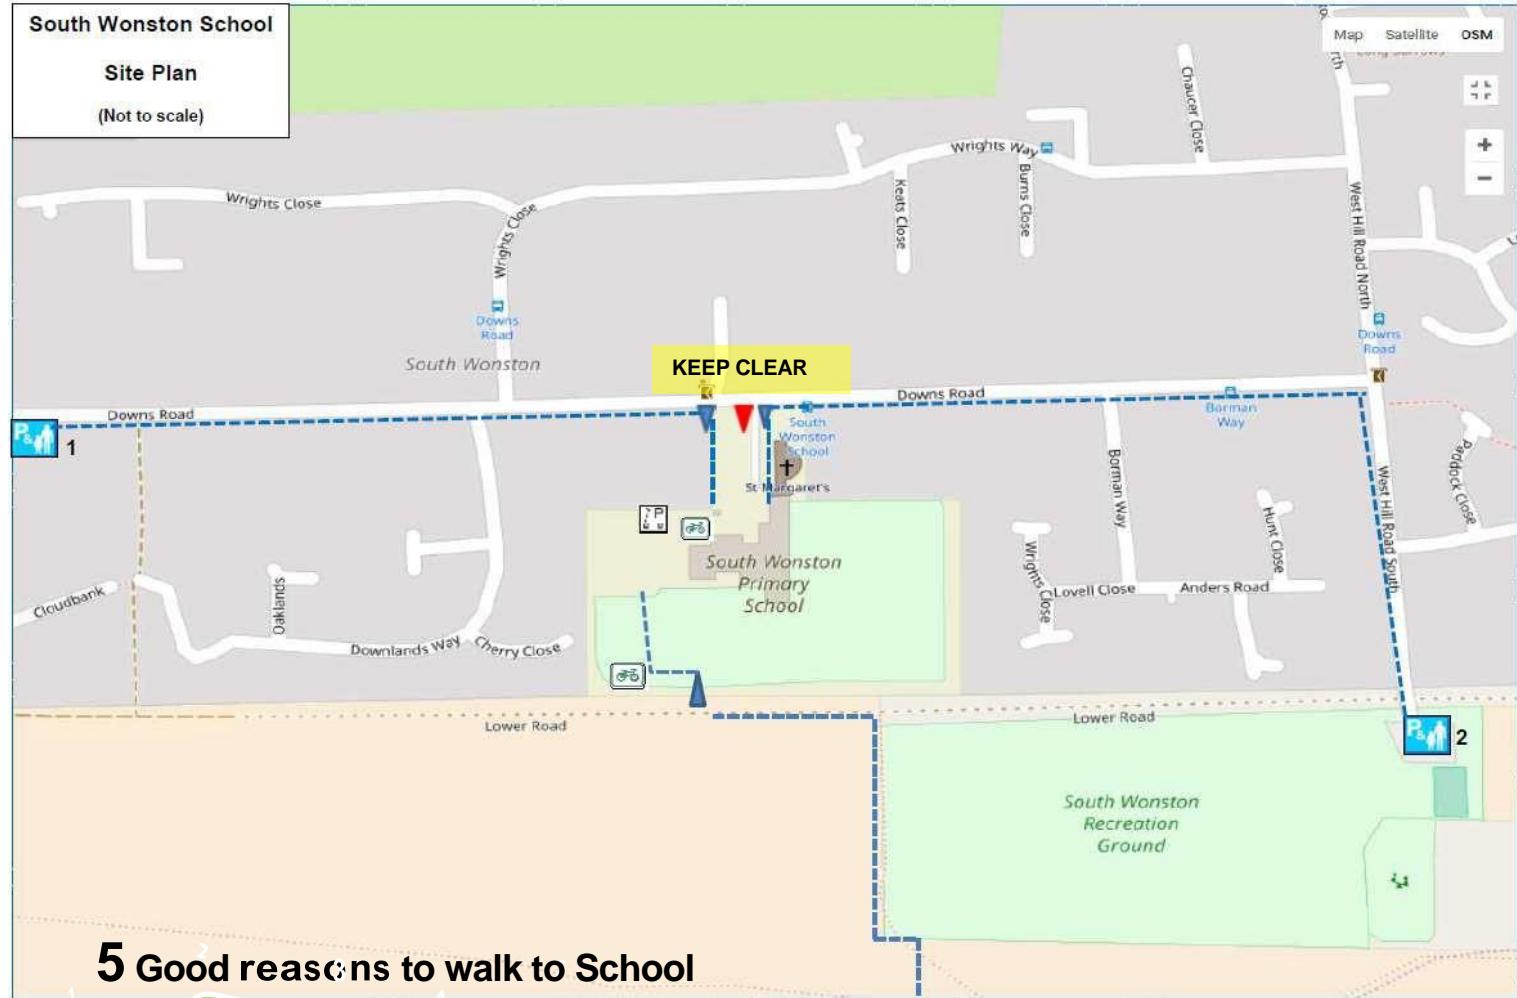 South Wonston School
Site Plan
(Not to scale)
Map Satellite OSM
+
−
Chaucer Close
Wrights Way
Keats Close
Burns Close
West Hill Road North
Wrights Close
Wrights Close
Downs
Road
South Wonston
KEEP CLEAR
Downs
Road
Downs Road
Downs Road
P&
1
South
Wonston
School
Borman
Way
St Margaret's
P
Borman Way
Hunt Close
West Hill Road South
Paddock Close
South Wonston
Primary
School
Cloudbank
Oaklands
Downlands Way
Cherry Close
Wrights Close
Lovell Close
Anders Road
Lower Road
Lower Road
P&
2
South Wonston
Recreation
Ground
5 Good reasons to walk to School